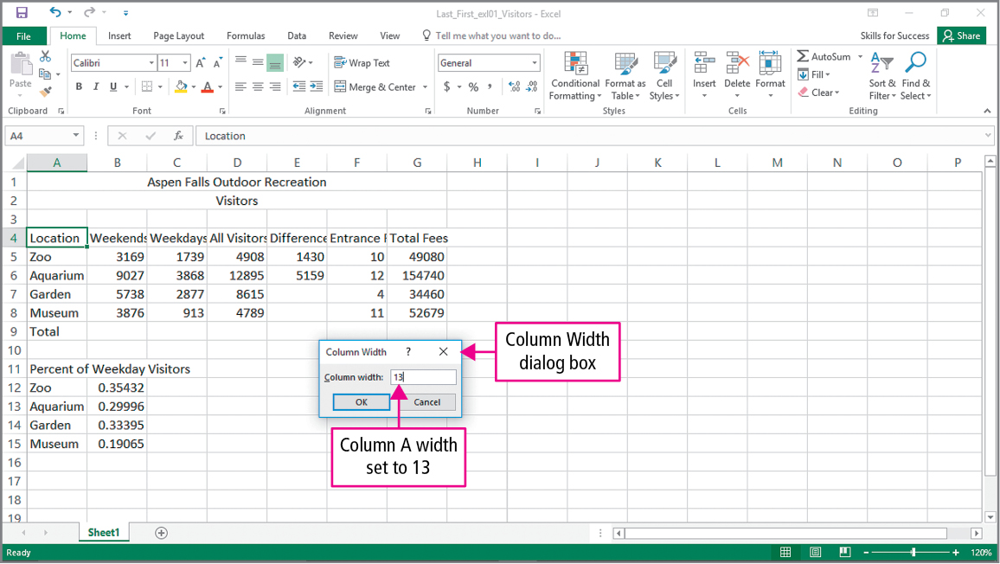 Last_First_exl01_Visitors - Excel
File Home Insert Page Layout Formulas Data Review View Tell me what you want to do... Skills for Success Share
Paste
Calibri 11
B I U A
Wrap Text
Merge & Center
General
$ % ,
Conditional Formatting
Format as Table
Cell Styles
Insert Delete Format
AutoSum
Fill
Clear
Sort & Filter
Find & Select
Clipboard Font Alignment Number Styles Cells Editing
A4 fx Location
A B C D E F G H I J K L M N O P
1 Aspen Falls Outdoor Recreation
2 Visitors
3
4 Location Weekends Weekdays All Visitors Difference Entrance Total Fees
5 Zoo 3169 1739 4908 1430 10 49080
6 Aquarium 9027 3868 12895 5159 12 154740
7 Garden 5738 2877 8615 4 34460
8 Museum 3876 913 4789 11 52679
9 Total
10
11 Percent of Weekday Visitors
12 Zoo 0.35432
13 Aquarium 0.29996
14 Garden 0.33395
15 Museum 0.19065
16
17
18
19
Column Width ?
Column width: 13
OK Cancel
Column Width
dialog box
Column A width
set to 13
Sheet1
Ready 120%